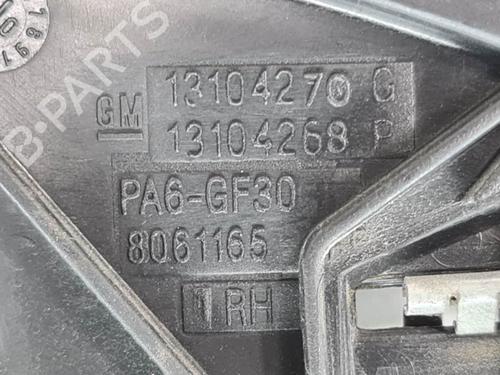 13104270 G
GM
13104268 P
PA6-GF30
8061165
1 RH
B-PARTS